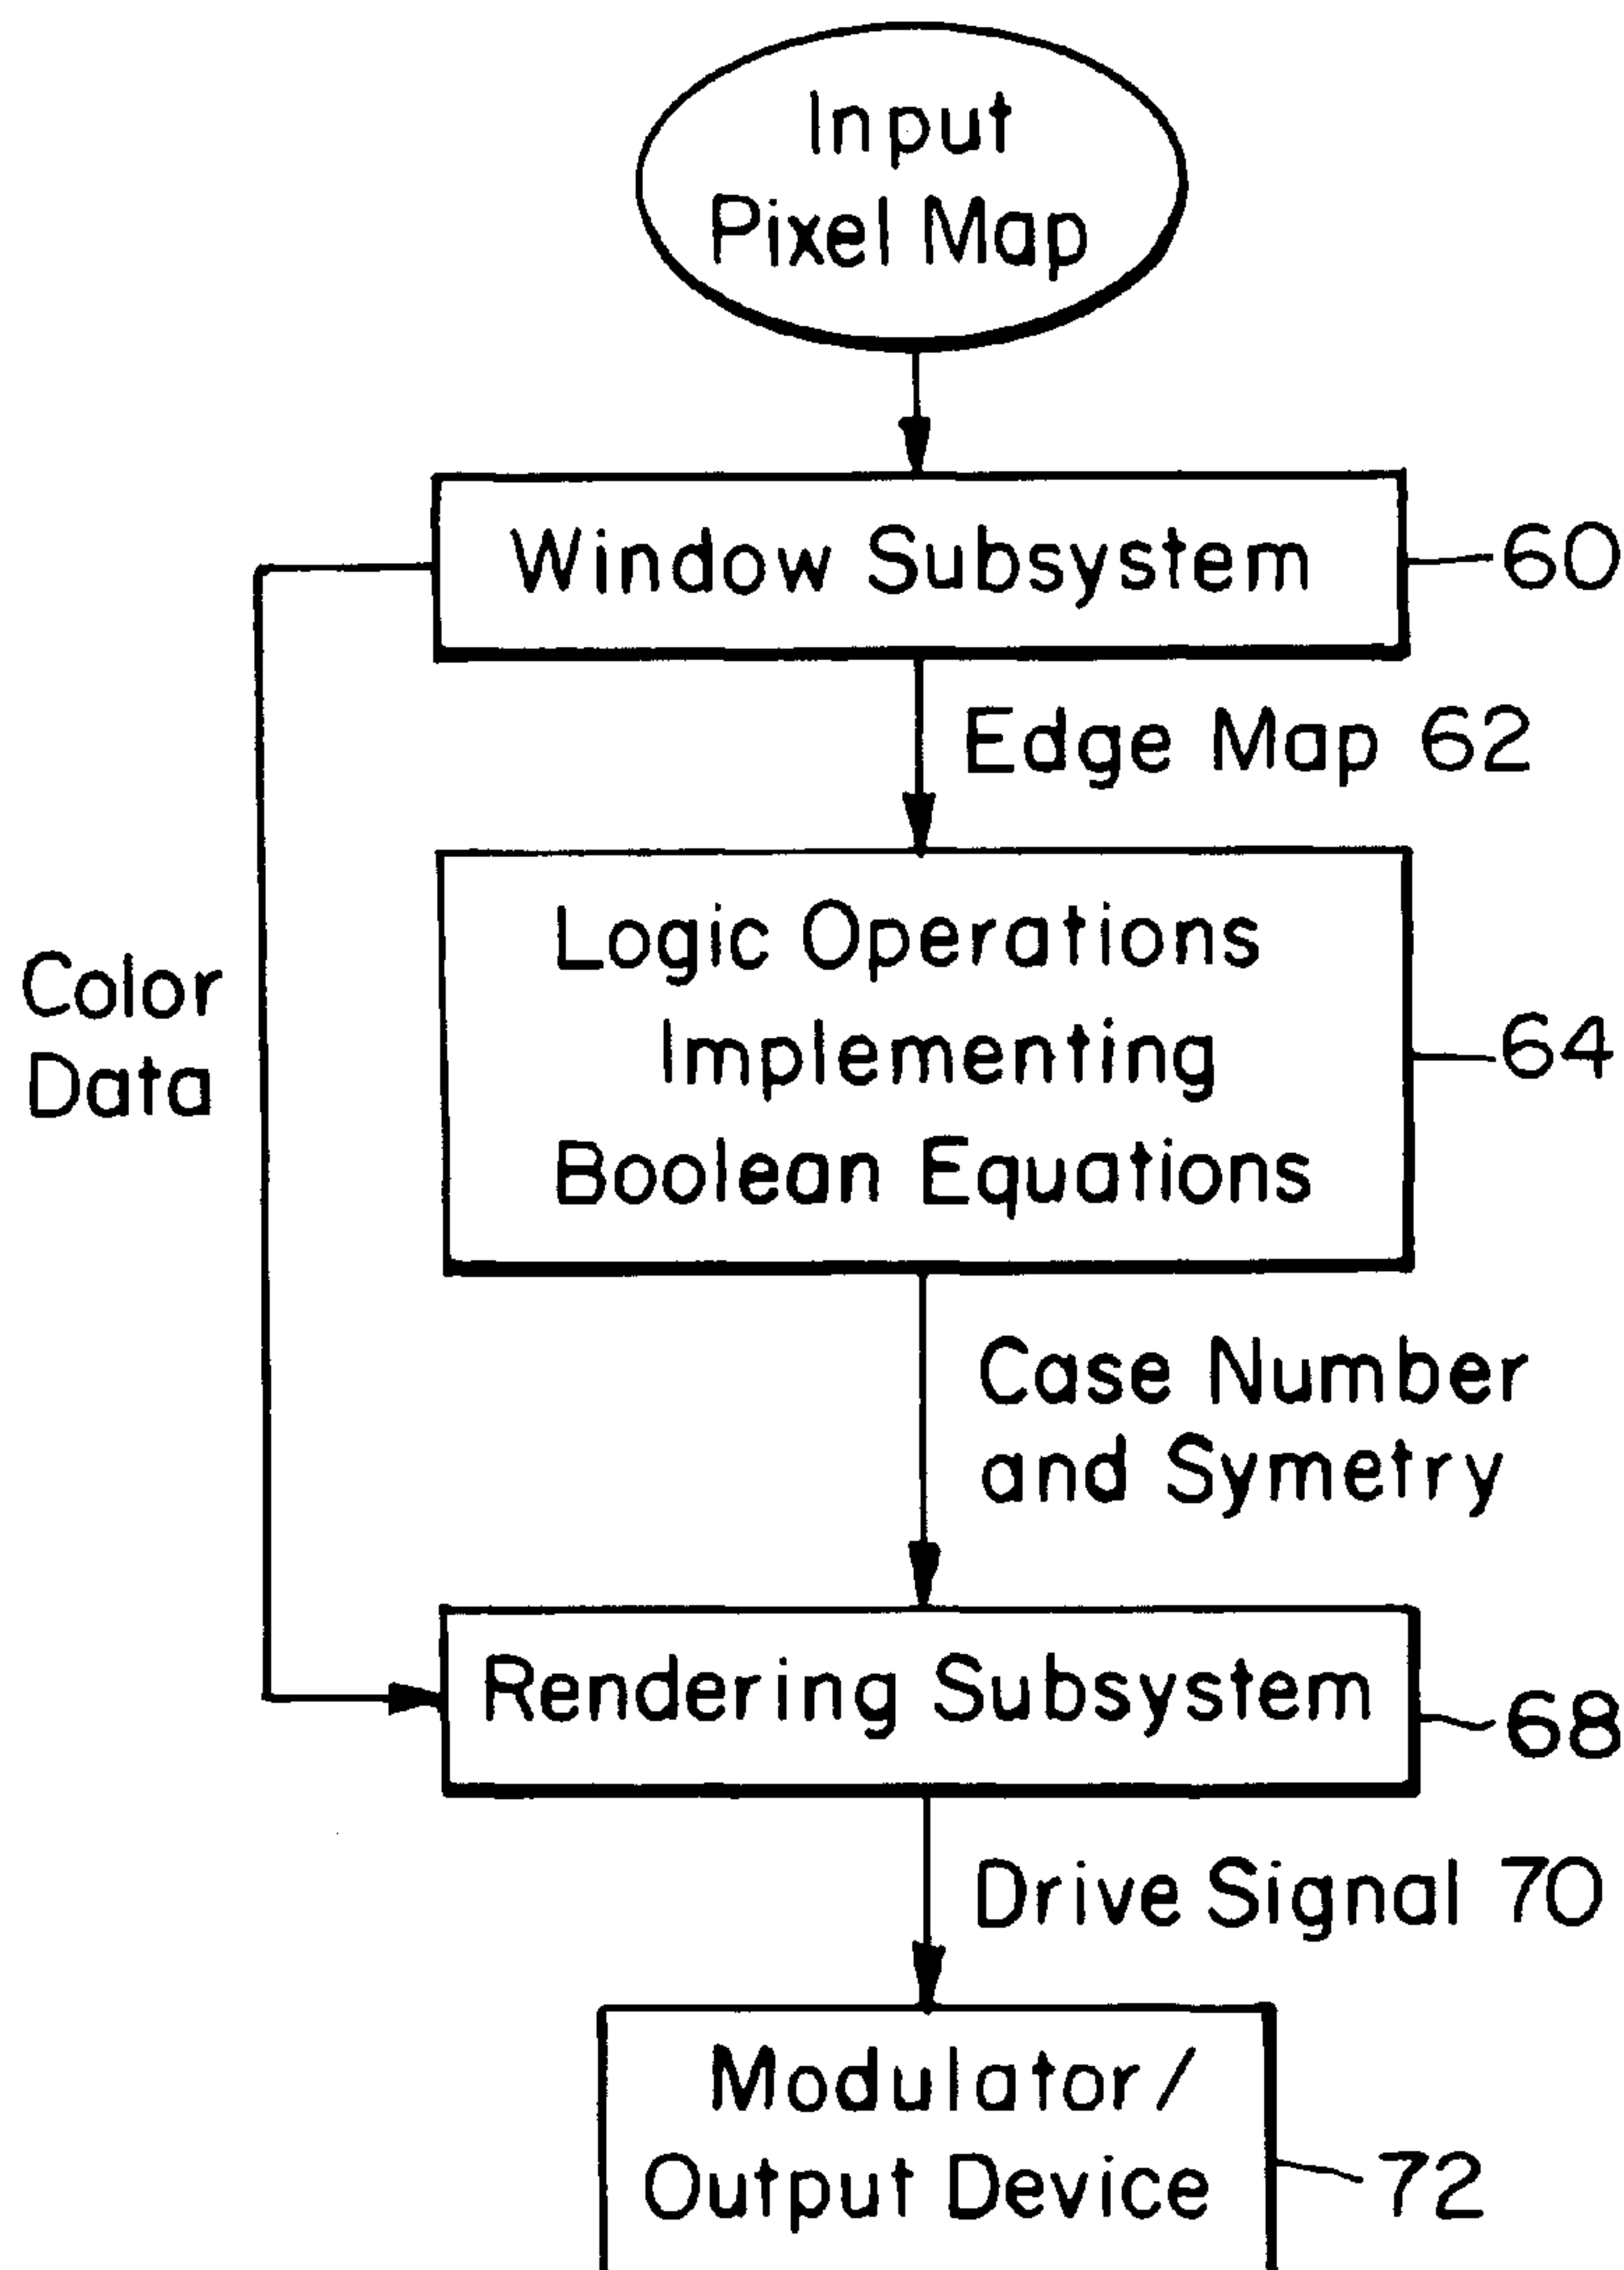 Input
Pixel Map
Window Subsystem
60
Edge Map 62
Logic Operations
Implementing
Boolean Equations
64
Color
Data
Case Number
and Symetry
Rendering Subsystem
68
Drive Signal 70
Modulator/
Output Device
72